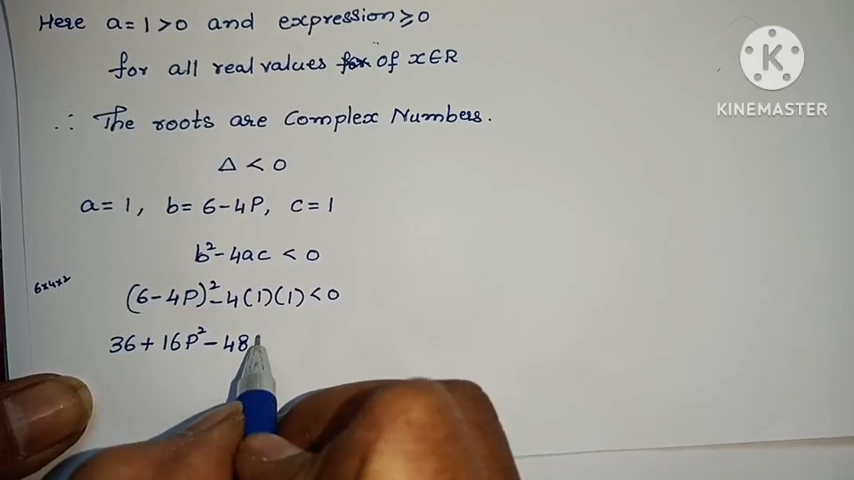 Here a = 1 > 0 and expression ≥ 0
for all real values for of x ∈ R
∴ The roots are Complex Numbers.
Δ < 0
a = 1, b = 6 - 4P, c = 1
b² - 4ac < 0
6x4x2
(6 - 4P)² - 4(1)(1) < 0
36 + 16P² - 48
K
KINEMASTER